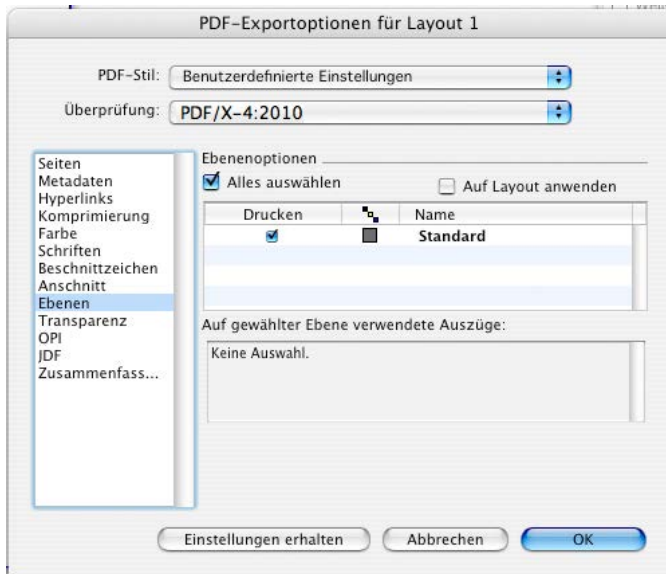 PDF-Exportoptionen für Layout 1
PDF-Stil: Benutzerdefinierte Einstellungen
Überprüfung: PDF/X-4:2010
Seiten
Metadaten
Hyperlinks
Komprimierung
Farbe
Schriften
Beschnittzeichen
Anschnitt
Ebenen
Transparenz
OPI
JDF
Zusammenfass...
Ebenenoptionen
Alles auswählen
Auf Layout anwenden
Drucken Name
Standard
Auf gewählter Ebene verwendete Auszüge:
Keine Auswahl.
Einstellungen erhalten Abbrechen OK